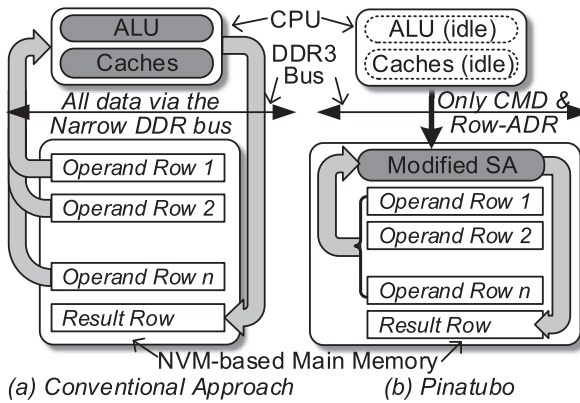 ALU
Caches
CPU
ALU (idle)
Caches (idle)
DDR3
Bus
All data via the
Narrow DDR bus
Only CMD &
Row-ADR
Operand Row 1
Operand Row 2
Operand Row n
Result Row
Modified SA
Operand Row 1
Operand Row 2
Operand Row n
Result Row
NVM-based Main Memory
(a) Conventional Approach
(b) Pinatubo